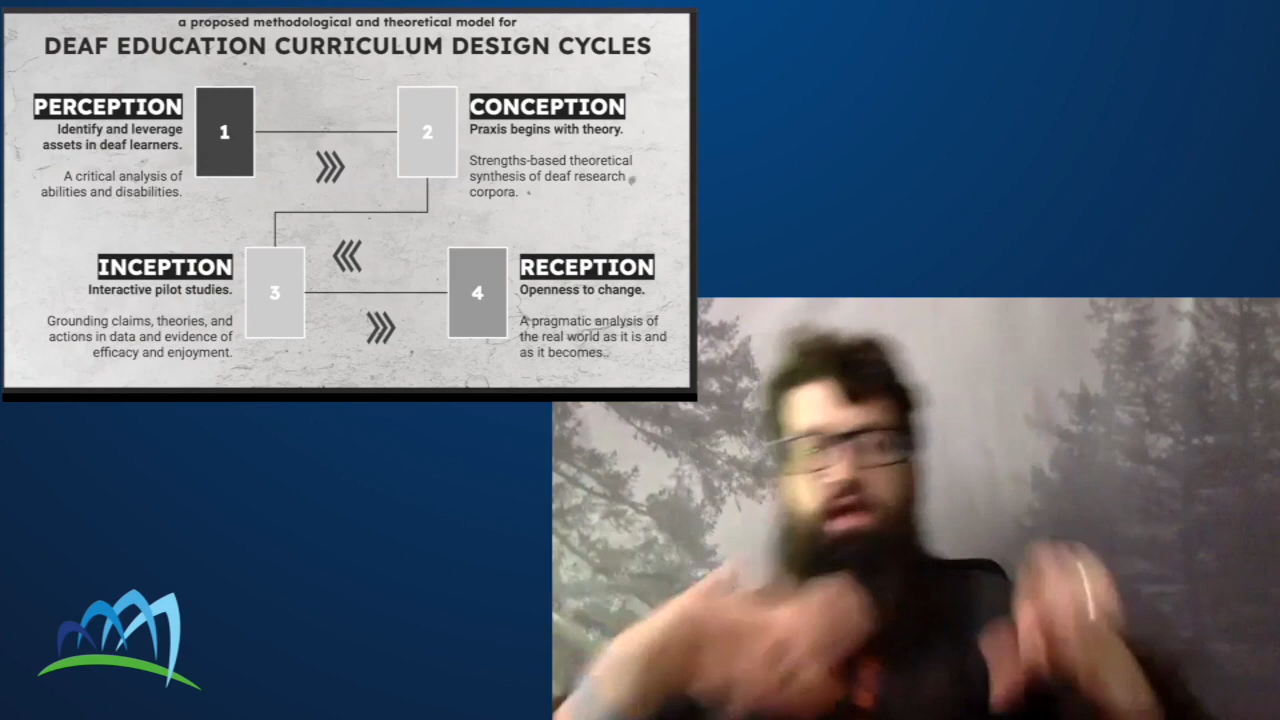 a proposed methodological and theoretical model for
DEAF EDUCATION CURRICULUM DESIGN CYCLES
PERCEPTION
Identify and leverage
assets in deaf learners.
A critical analysis of
abilities and disabilities.
1
2
CONCEPTION
Praxis begins with theory.
Strengths-based theoretical
synthesis of deaf research
corpora.
INCEPTION
Interactive pilot studies.
Grounding claims, theories, and
actions in data and evidence of
efficacy and enjoyment.
3
4
RECEPTION
Openness to change.
A pragmatic analysis of
the real world as it is and
as it becomes..